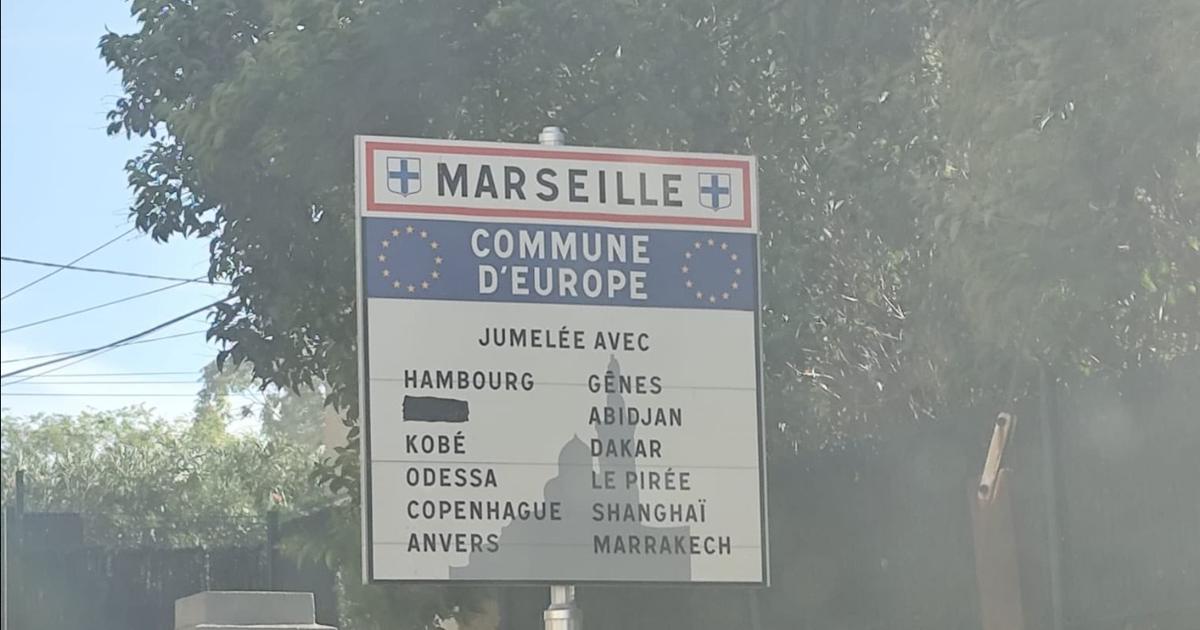 MARSEILLE
COMMUNE
D'EUROPE
JUMELÉE AVEC
HAMBOURG
KOBÉ
ODESSA
COPENHAGUE
ANVERS
GÊNES
ABIDJAN
DAKAR
LE PIRÉE
SHANGHAÏ
MARRAKECH